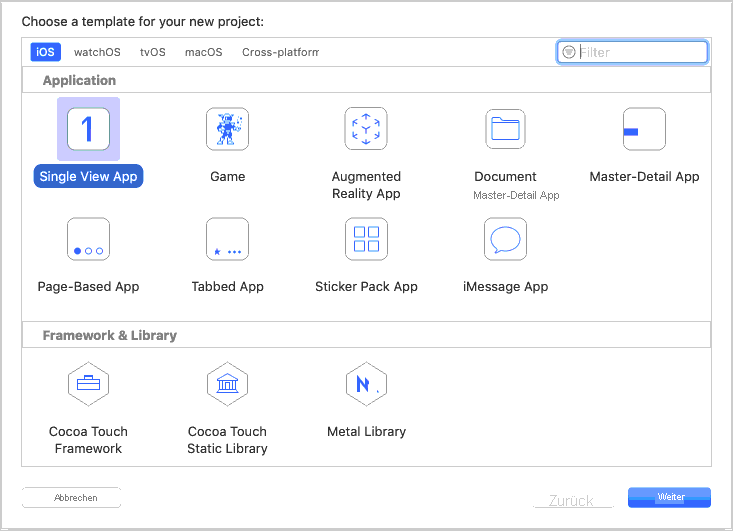 Choose a template for your new project:
iOS watchOS tvOS macOS Cross-platform
Filter
Application
1
Single View App
Game
Augmented
Reality App
Document
Master-Detail App
Master-Detail App
Page-Based App
Tabbed App
Sticker Pack App
iMessage App
Framework & Library
Cocoa Touch
Framework
Cocoa Touch
Static Library
Metal Library
Abbrechen
Zurück
Weiter